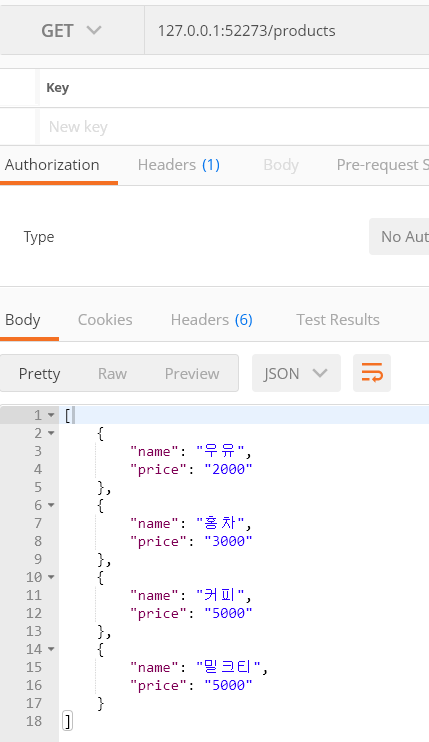 GET 127.0.0.1:52273/products
Key
New key
Authorization Headers (1) Body Pre-request S
Type No Aut
Body Cookies Headers (6) Test Results
Pretty Raw Preview JSON
1 [
2 {
3 "name": "우유",
4 "price": "2000"
5 },
6 {
7 "name": "홍차",
8 "price": "3000"
9 },
10 {
11 "name": "커피",
12 "price": "5000"
13 },
14 {
15 "name": "밀크티",
16 "price": "5000"
17 }
18 ]